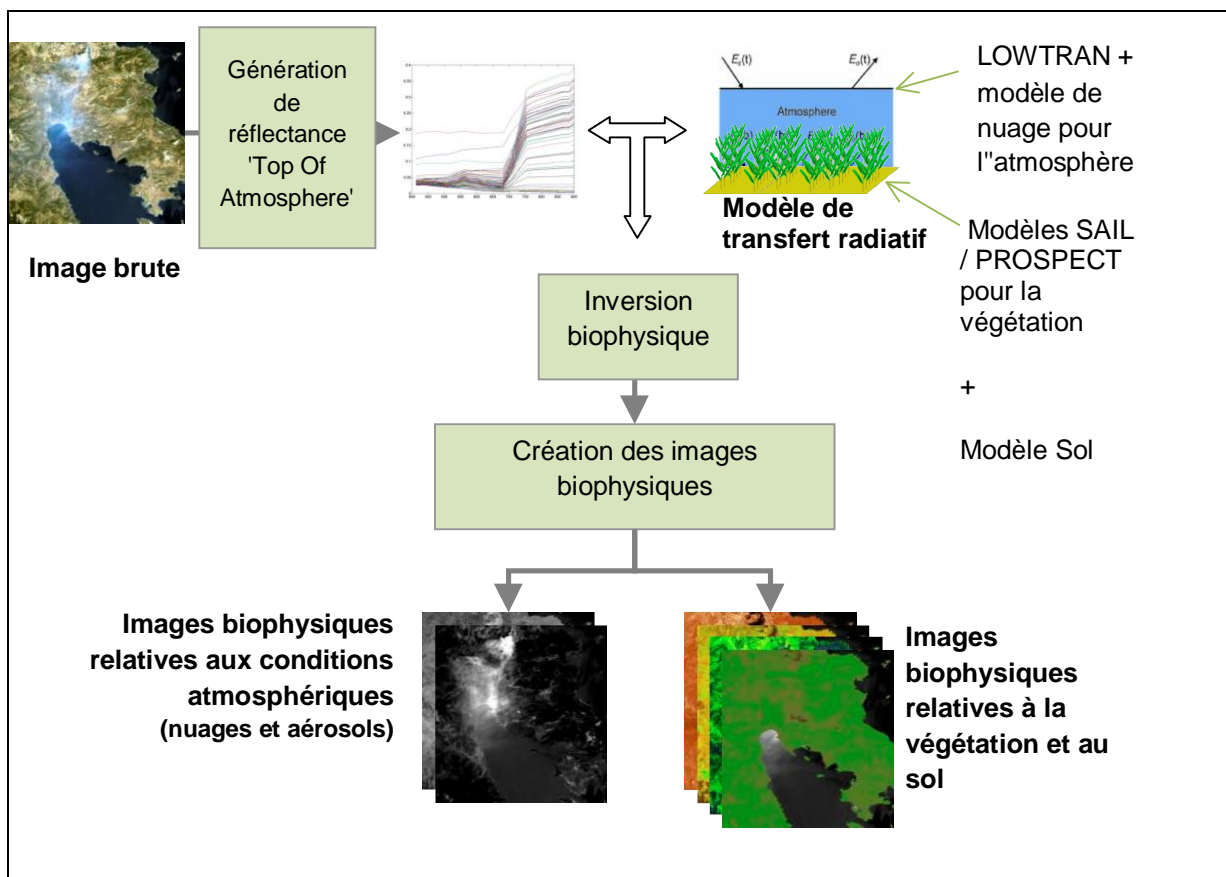 Génération
de
réflectance
'Top Of
Atmosphere'
Image brute
E₀(t)
Atmosphere
Modèle de
transfert radiatif
LOWTRAN +
modèle de
nuage pour
l"atmosphère
Modèles SAIL
/ PROSPECT
pour la
végétation
+
Modèle Sol
Inversion
biophysique
Création des images
biophysiques
Images biophysiques
relatives aux conditions
atmosphériques
(nuages et aérosols)
Images
biophysiques
relatives à la
végétation et au
sol